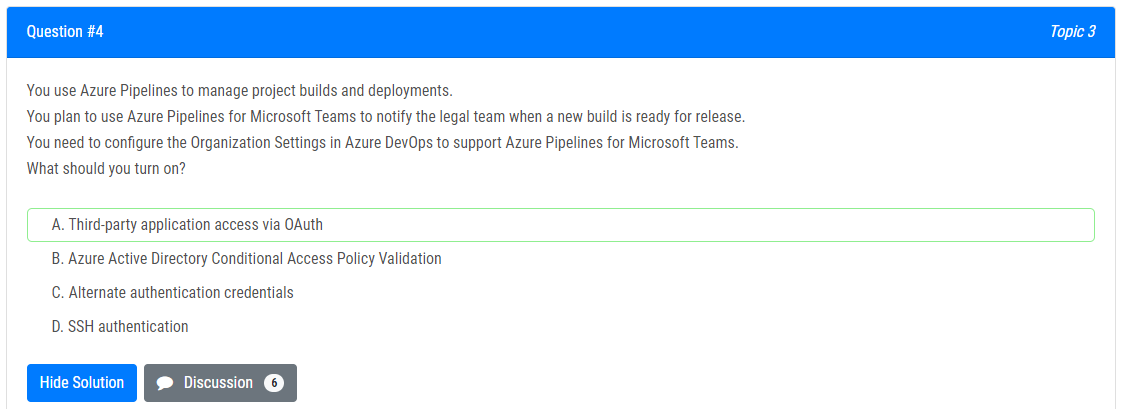 Question #4
Topic 3
You use Azure Pipelines to manage project builds and deployments.
You plan to use Azure Pipelines for Microsoft Teams to notify the legal team when a new build is ready for release.
You need to configure the Organization Settings in Azure DevOps to support Azure Pipelines for Microsoft Teams.
What should you turn on?
A. Third-party application access via OAuth
B. Azure Active Directory Conditional Access Policy Validation
C. Alternate authentication credentials
D. SSH authentication
Hide Solution
Discussion 6